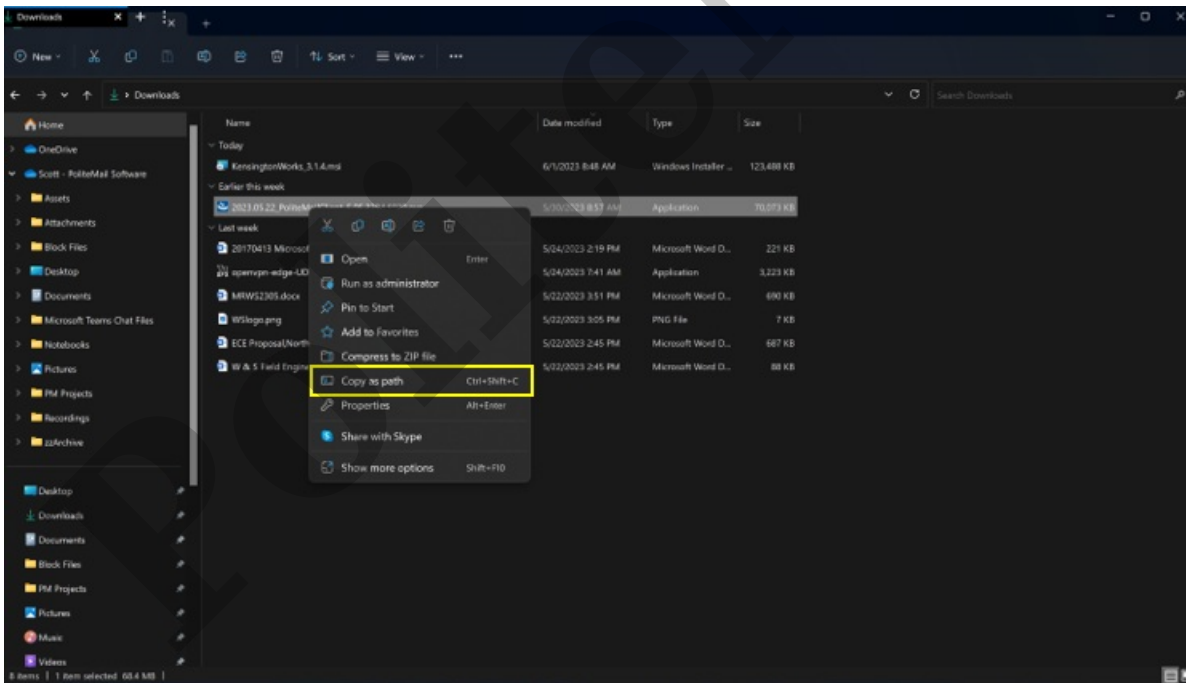 Downloads
New
Sort
View
Downloads
Search Downloads
Home
OneDrive
Scott - PoliteMail Software
Assets
Attachments
Block Files
Desktop
Documents
Microsoft Teams Chat Files
Notebooks
Pictures
PM Projects
Recordings
zzArchive
Desktop
Downloads
Documents
Block Files
PM Projects
Pictures
Music
Videos
Name Date modified Type Size
Today
KensingtonWorks_3.1.4.msi 6/1/2023 8:48 AM Windows Installer ... 123,488 KB
Earlier this week
5/30/2023 8:57 AM Application 70,073 KB
Last week
20170413 Microsof 5/24/2023 2:19 PM Microsoft Word D... 221 KB
openvpn-edge-UD 5/24/2023 7:41 AM Application 3,223 KB
MRWS2305.docx 5/22/2023 3:51 PM Microsoft Word D... 690 KB
WSlogo.png 5/22/2023 3:05 PM PNG File 7 KB
ECE Proposal,North 5/22/2023 2:45 PM Microsoft Word D... 687 KB
W & S Field Engine 5/22/2023 2:45 PM Microsoft Word D... 88 KB
Open Enter
Run as administrator
Pin to Start
Add to Favorites
Compress to ZIP file
Copy as path Ctrl+Shift+C
Properties Alt+Enter
Share with Skype
Show more options Shift+F10
8 items | 1 item selected 68.4 MB |